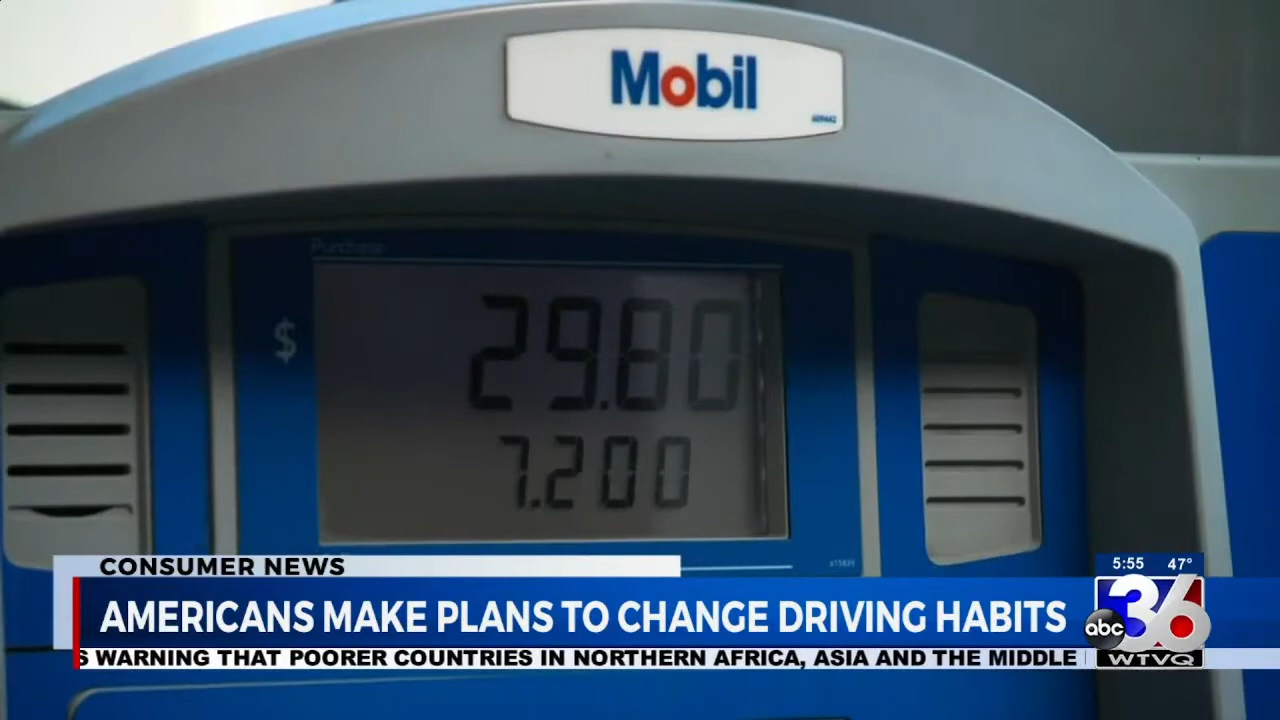 Mobil
Purchase
$
29.80
7.200
CONSUMER NEWS
AMERICANS MAKE PLANS TO CHANGE DRIVING HABITS
S WARNING THAT POORER COUNTRIES IN NORTHERN AFRICA, ASIA AND THE MIDDLE
5:55 47°
abc 36
WTVQ